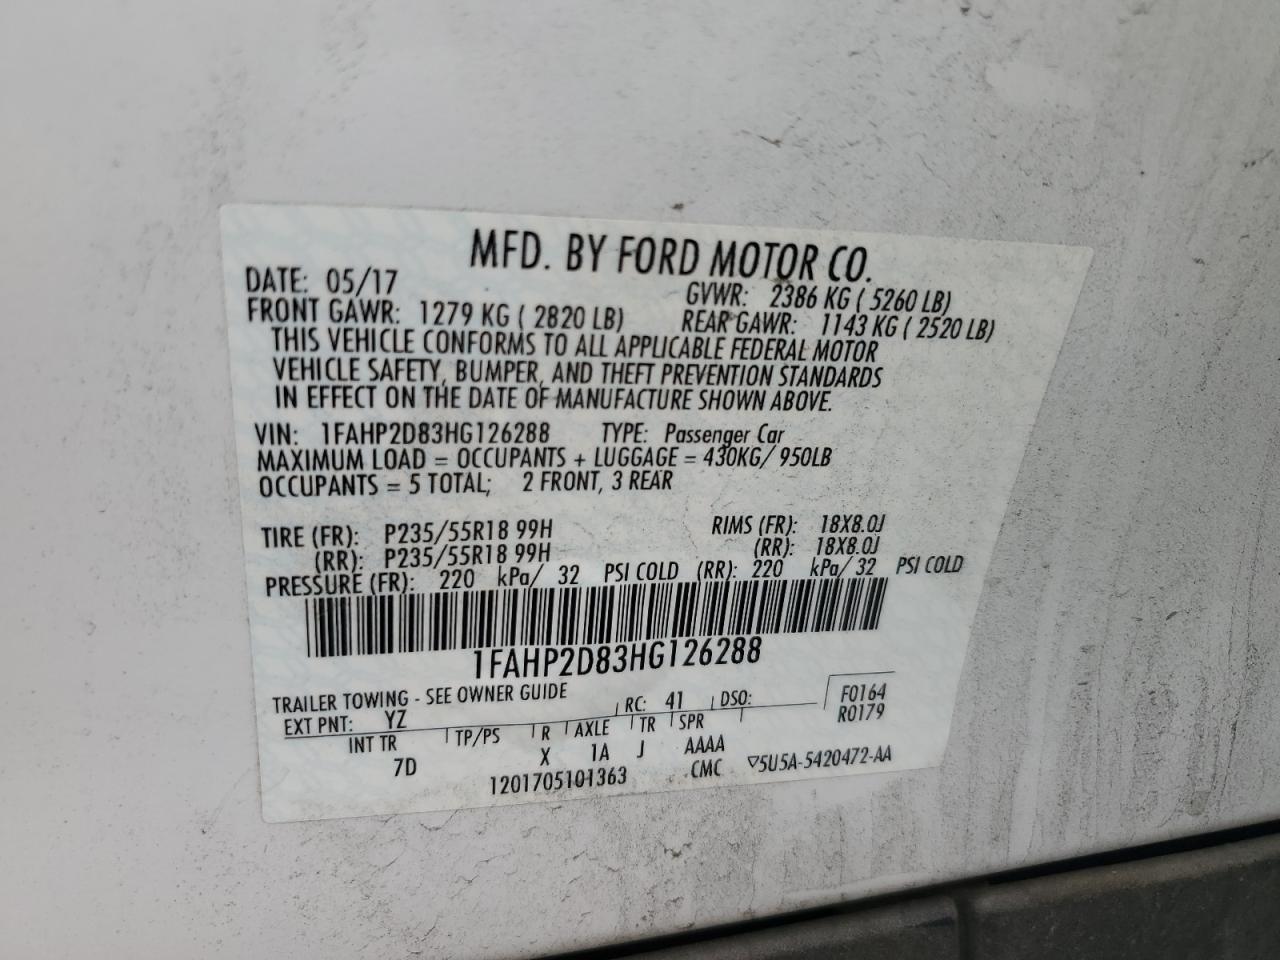 MFD. BY FORD MOTOR CO.
DATE: 05/17 GVWR: 2386 KG ( 5260 LB)
FRONT GAWR: 1279 KG ( 2820 LB) REAR GAWR: 1143 KG ( 2520 LB)
THIS VEHICLE CONFORMS TO ALL APPLICABLE FEDERAL MOTOR
VEHICLE SAFETY, BUMPER, AND THEFT PREVENTION STANDARDS
IN EFFECT ON THE DATE OF MANUFACTURE SHOWN ABOVE.
VIN: 1FAHP2D83HG126288 TYPE: Passenger Car
MAXIMUM LOAD = OCCUPANTS + LUGGAGE = 430KG/ 950LB
OCCUPANTS = 5 TOTAL; 2 FRONT, 3 REAR
TIRE (FR): P235/55R18 99H RIMS (FR): 18X8.0J
(RR): P235/55R18 99H (RR): 18X8.0J
PRESSURE (FR): 220 kPa/ 32 PSI COLD (RR): 220 kPa/ 32 PSI COLD
1FAHP2D83HG126288
TRAILER TOWING - SEE OWNER GUIDE
EXT PNT: YZ RC: 41 DSO: F0164
R0179
INT TR TP/PS R AXLE TR SPR
7D X 1A J AAAA
1201705101363 CMC ▽5U5A-5420472-AA